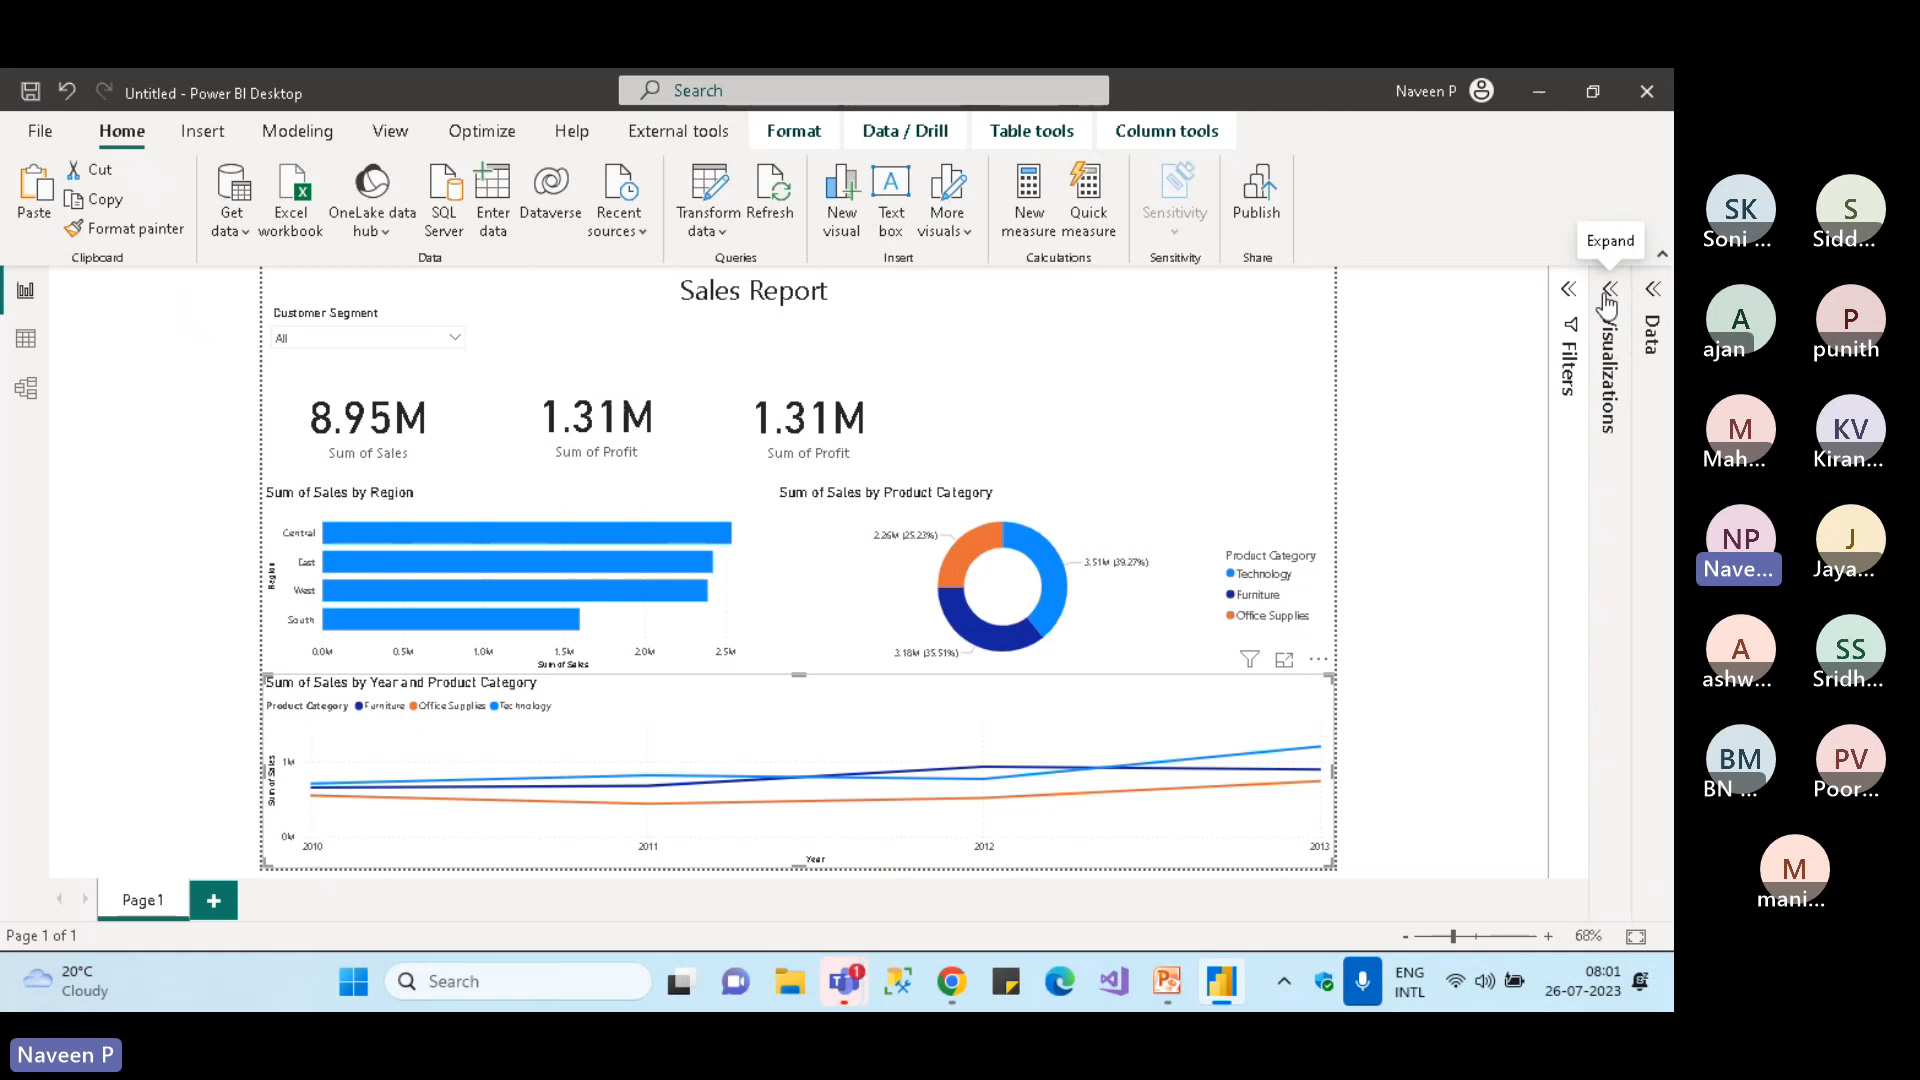 Untitled - Power BI Desktop
Search
Naveen P
File
Home
Insert
Modeling
View
Optimize
Help
External tools
Format
Data / Drill
Table tools
Column tools
Paste
Cut
Copy
Format painter
Get data
Excel workbook
OneLake data hub
SQL Server
Enter data
Dataverse
Recent sources
Transform data
Refresh
New visual
A
Text box
More visuals
New measure
Quick measure
Sensitivity
Publish
Clipboard
Data
Queries
Insert
Calculations
Sensitivity
Share
Expand
Sales Report
Customer Segment
All
8.95M
Sum of Sales
1.31M
Sum of Profit
1.31M
Sum of Profit
Sum of Sales by Region
Region
Central
East
West
South
0.0M 0.5M 1.0M 1.5M 2.0M 2.5M
Sum of Sales
Sum of Sales by Product Category
2.26M (25.23%)
3.51M (39.27%)
3.18M (35.51%)
Product Category
Technology
Furniture
Office Supplies
Sum of Sales by Year and Product Category
Product Category Furniture Office Supplies Technology
Sum of Sales
1M
0M
2010 2011 2012 2013
Year
Filters
Visualizations
Data
Page 1
Page 1 of 1
- + 68%
20°C
Cloudy
Search
1
ENG
INTL
08:01
26-07-2023
SK
Soni ...
S
Sidd...
A
ajan
P
punith
M
Mah...
KV
Kiran...
NP
Nave...
J
Jaya...
A
ashw...
SS
Sridh...
BM
BN ...
PV
Poor...
M
mani...
Naveen P